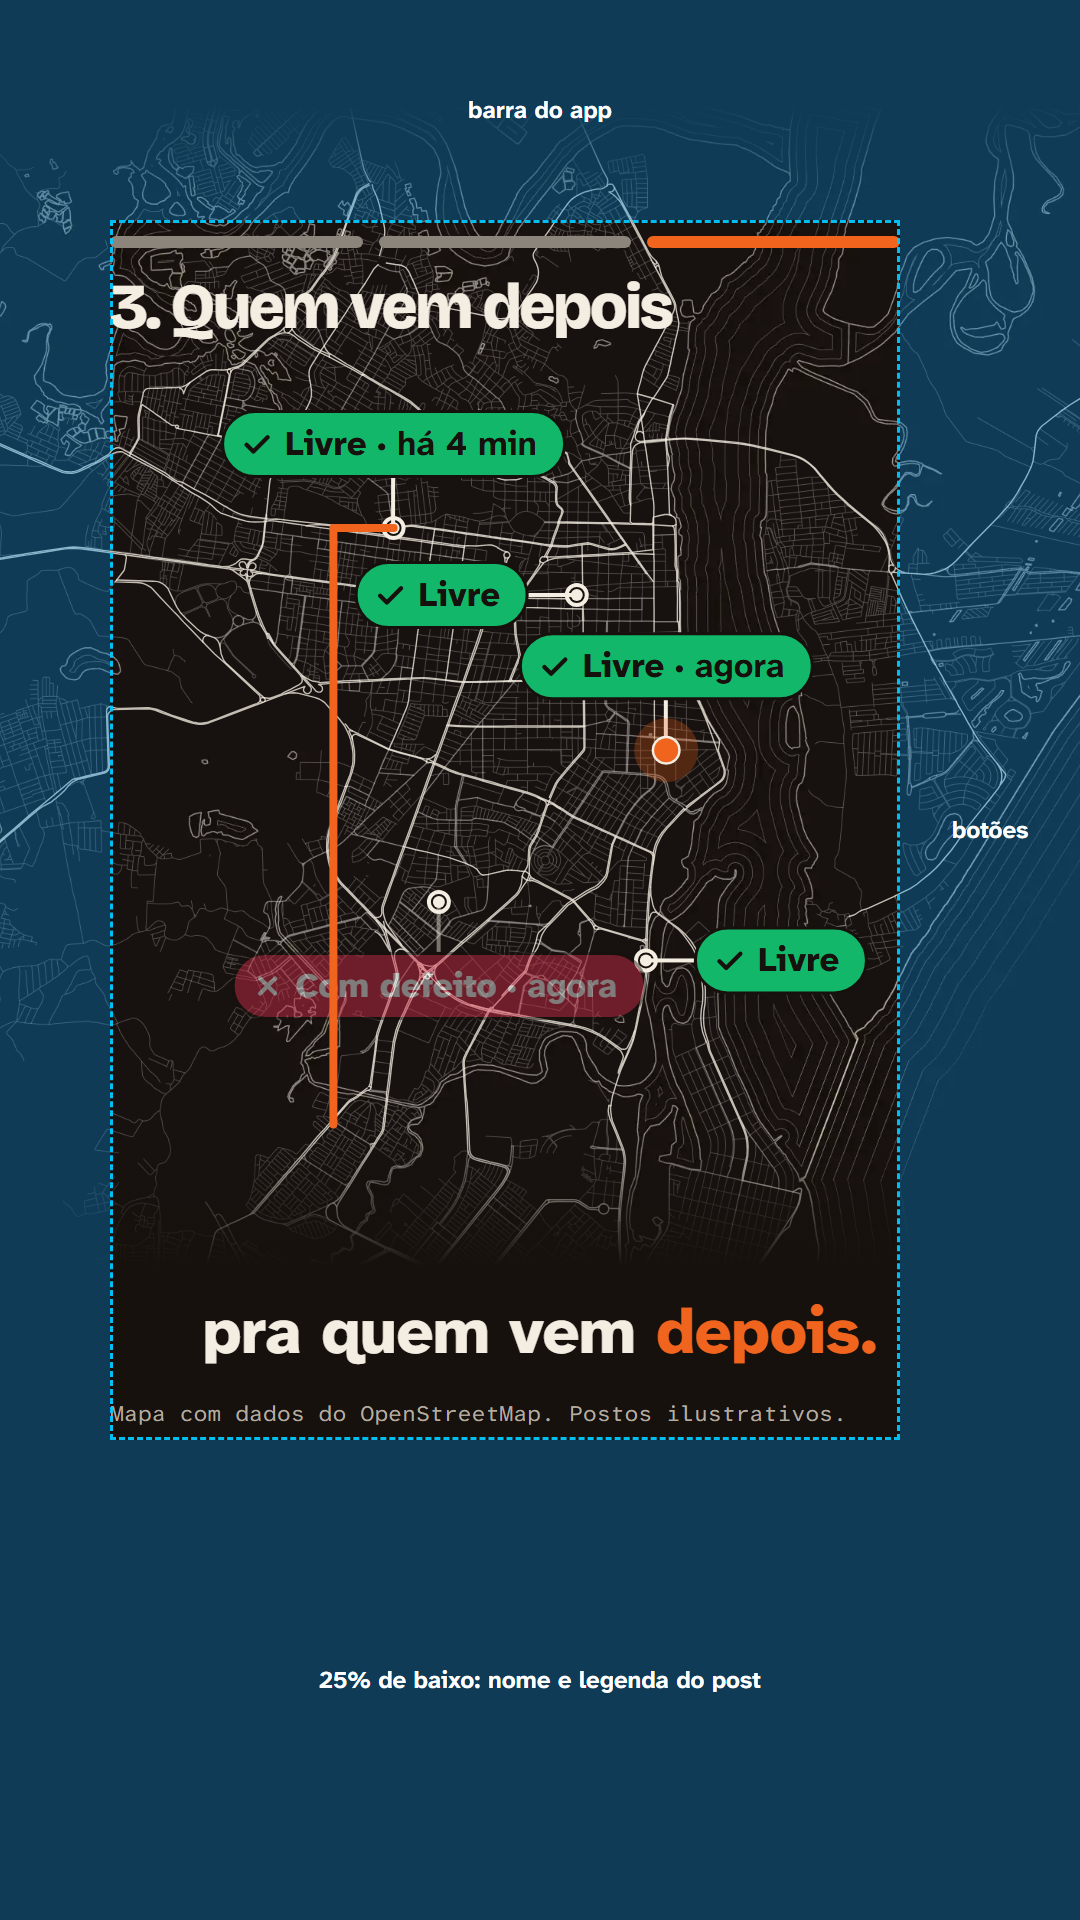 barra do app
3. Quem vem depois
✓ Livre • há 4 min
✓ Livre
✓ Livre • agora
botões
✓ Livre
✕ Com defeito • agora
pra quem vem depois.
Mapa com dados do OpenStreetMap. Postos ilustrativos.
25% de baixo: nome e legenda do post